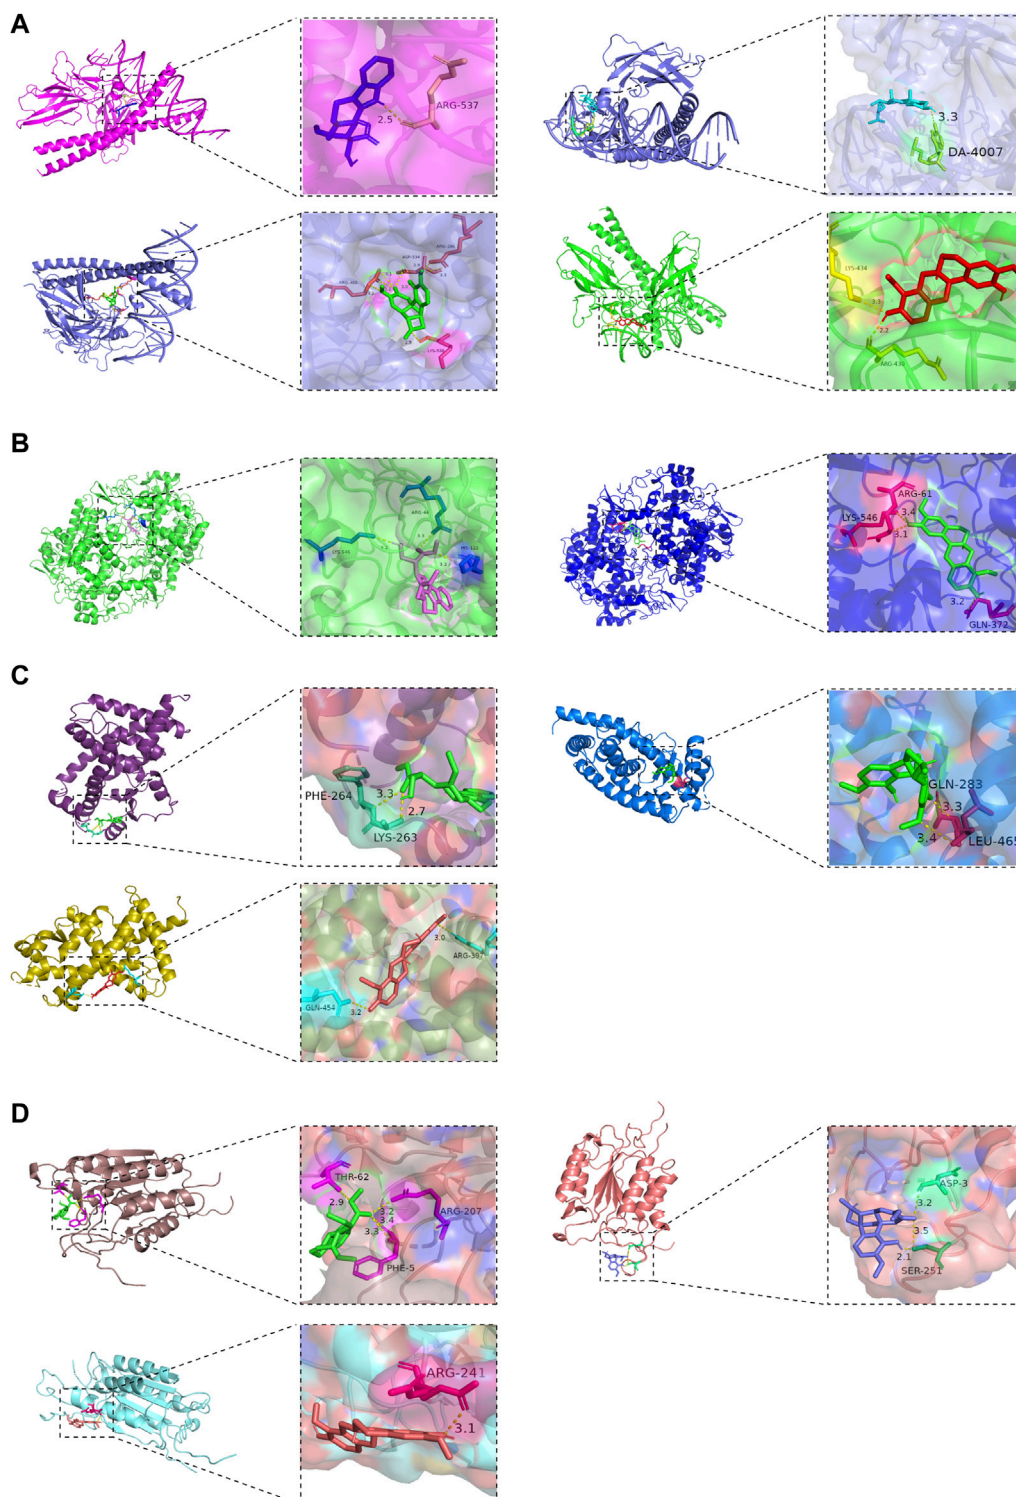 A
ARG-537
2.5
3.3
DA-4007
LYS-434
3.3
2.2
ARG-430
B
ARG-61
LYS-546
3.4
3.1
3.2
GLN-372
C
PHE-264
3.3
2.7
LYS-263
GLN-283
3.3
3.4
LEU-465
3.0
ARG-397
GLN-454
3.2
D
THR-62
2.9
3.2
3.4
ARG-207
3.3
PHE-5
ASP-3
3.2
3.5
2.1
SER-251
ARG-241
3.1